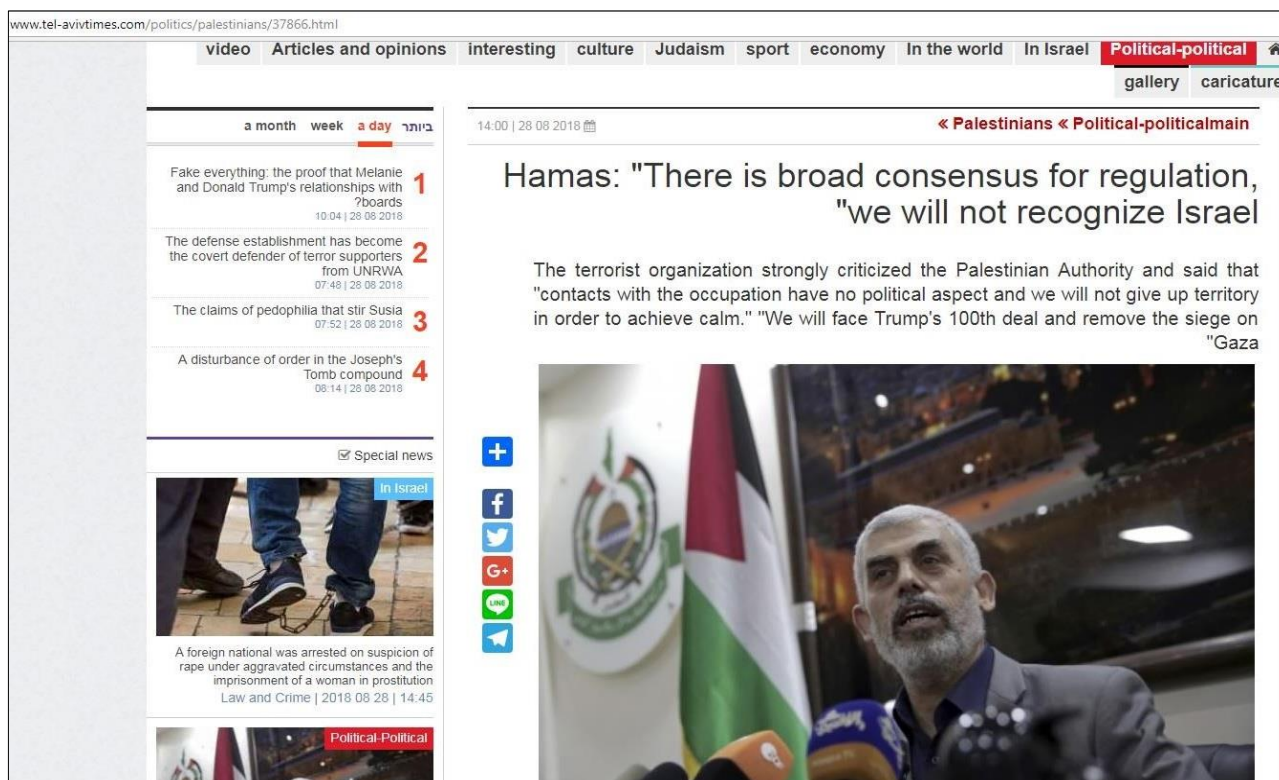 www.tel-avivtimes.com/politics/palestinians/37866.html
video Articles and opinions interesting culture Judaism sport economy In the world In Israel Political-political
gallery caricature
a month week a day ביותר
Fake everything: the proof that Melanie
and Donald Trump's relationships with
?boards
10:04 | 28 08 2018
1
The defense establishment has become
the covert defender of terror supporters
from UNRWA
07:48 | 28 08 2018
2
The claims of pedophilia that stir Susia
07:52 | 28 08 2018
3
A disturbance of order in the Joseph's
Tomb compound
08:14 | 28 08 2018
4
Special news
In Israel
A foreign national was arrested on suspicion of
rape under aggravated circumstances and the
imprisonment of a woman in prostitution
Law and Crime | 2018 08 28 | 14:45
Political-Political
14:00 | 28 08 2018
« Palestinians « Political-politicalmain
Hamas: "There is broad consensus for regulation,
"we will not recognize Israel
The terrorist organization strongly criticized the Palestinian Authority and said that
"contacts with the occupation have no political aspect and we will not give up territory
in order to achieve calm." "We will face Trump's 100th deal and remove the siege on
"Gaza
f
G+
LINE